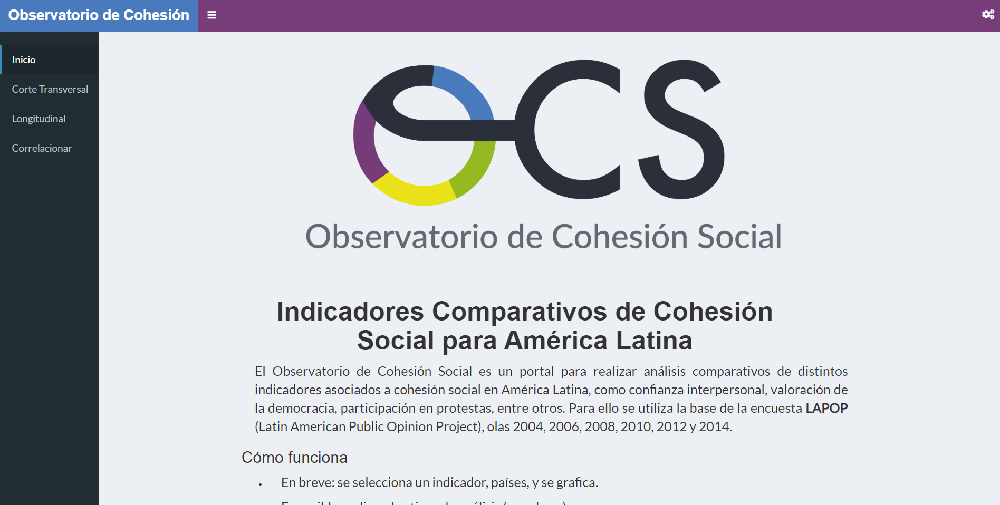 Observatorio de Cohesión
Inicio
Corte Transversal
Longitudinal
Correlacionar
OCS
Observatorio de Cohesión Social
Indicadores Comparativos de Cohesión
Social para América Latina
El Observatorio de Cohesión Social es un portal para realizar análisis comparativos de distintos
indicadores asociados a cohesión social en América Latina, como confianza interpersonal, valoración de
la democracia, participación en protestas, entre otros. Para ello se utiliza la base de la encuesta LAPOP
(Latin American Public Opinion Project), olas 2004, 2006, 2008, 2010, 2012 y 2014.
Cómo funciona
• En breve: se selecciona un indicador, países, y se grafica.